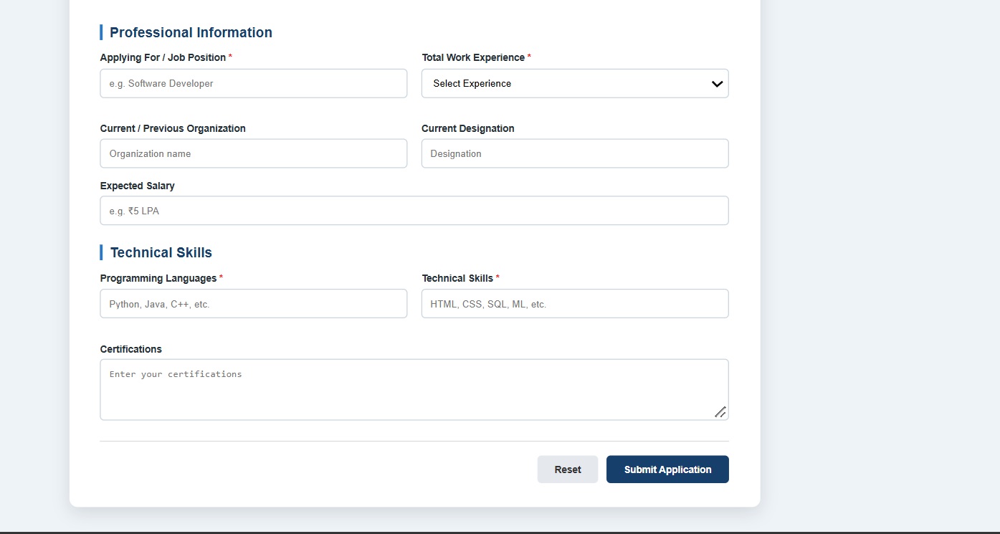 Professional Information
Applying For / Job Position * Total Work Experience *
e.g. Software Developer Select Experience
Current / Previous Organization Current Designation
Organization name Designation
Expected Salary
e.g. ₹5 LPA
Technical Skills
Programming Languages * Technical Skills *
Python, Java, C++, etc. HTML, CSS, SQL, ML, etc.
Certifications
Enter your certifications
Reset Submit Application